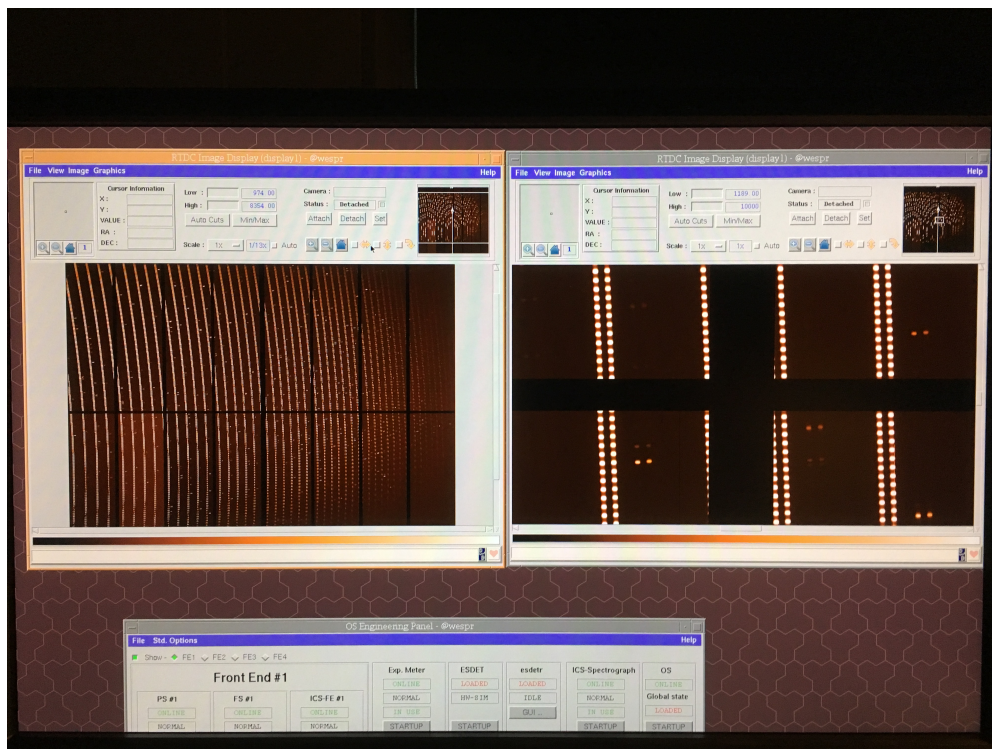 RTDC Image Display (display1) - @wespr
File View Image Graphics Help
Cursor Information
X :
Y :
VALUE :
RA :
DEC :
Low : 974 00
High : 8354 00
Auto Cuts Min/Max
Scale : 1x 1/13x Auto
Camera :
Status : Detached
Attach Detach Set
1
RTDC Image Display (display1) - @wespr
File View Image Graphics Help
Cursor Information
X :
Y :
VALUE :
RA :
DEC :
Low : 1189 00
High : 10000
Auto Cuts Min/Max
Scale : 1x 1x Auto
Camera :
Status : Detached
Attach Detach Set
1
OS Engineering Panel - @wespr
File Std. Options Help
Show - FE1 FE2 FE3 FE4
Front End #1
PS #1 FS #1 ICS-FE #1
ONLINE ONLINE ONLINE
NORMAL NORMAL NORMAL
Exp. Meter
ONLINE
NORMAL
IN USE
STARTUP
ESDET
LOADED
HW-SIM
STARTUP
esdetr
LOADED
IDLE
GUI ...
ICS-Spectrograph
ONLINE
NORMAL
IN USE
STARTUP
OS
ONLINE
Global state
LOADED
STARTUP